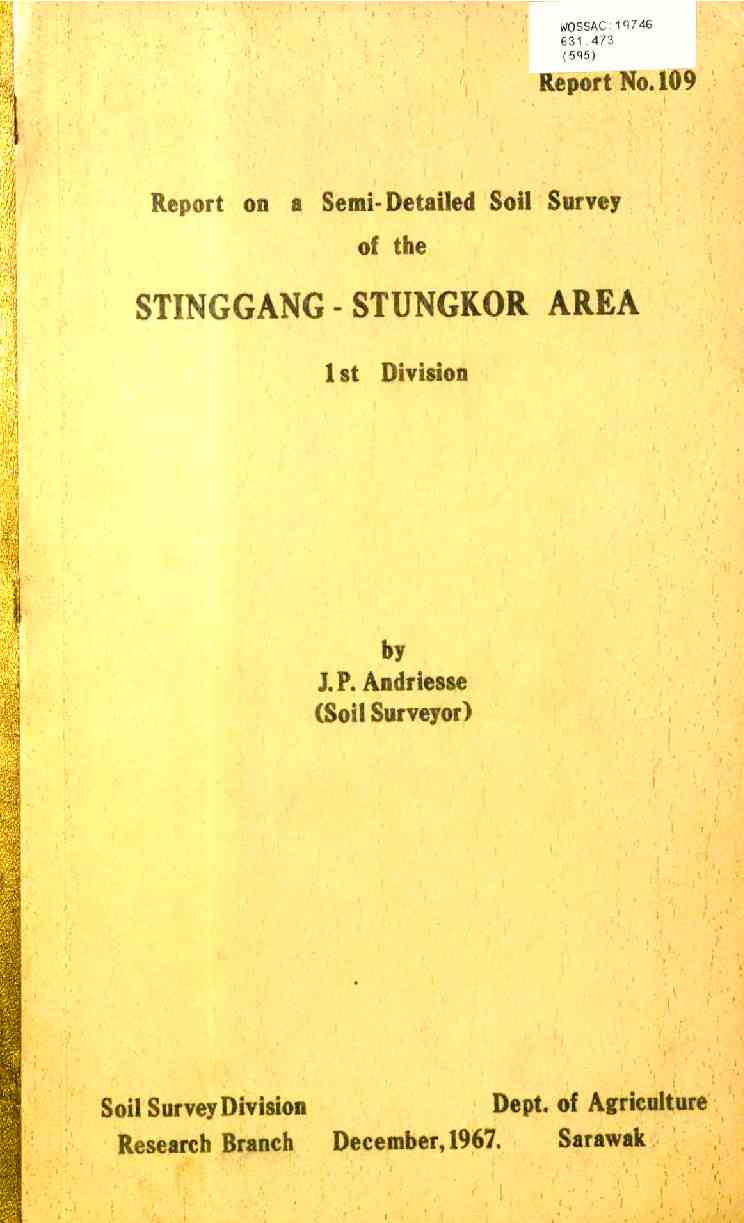 WOSSAC:19746
631.473
(595)
Report No.109
Report on a Semi-Detailed Soil Survey
of the
STINGGANG - STUNGKOR AREA
1st Division
by
J.P. Andriesse
(Soil Surveyor)
Soil Survey Division
Dept. of Agriculture
Research Branch December, 1967. Sarawak